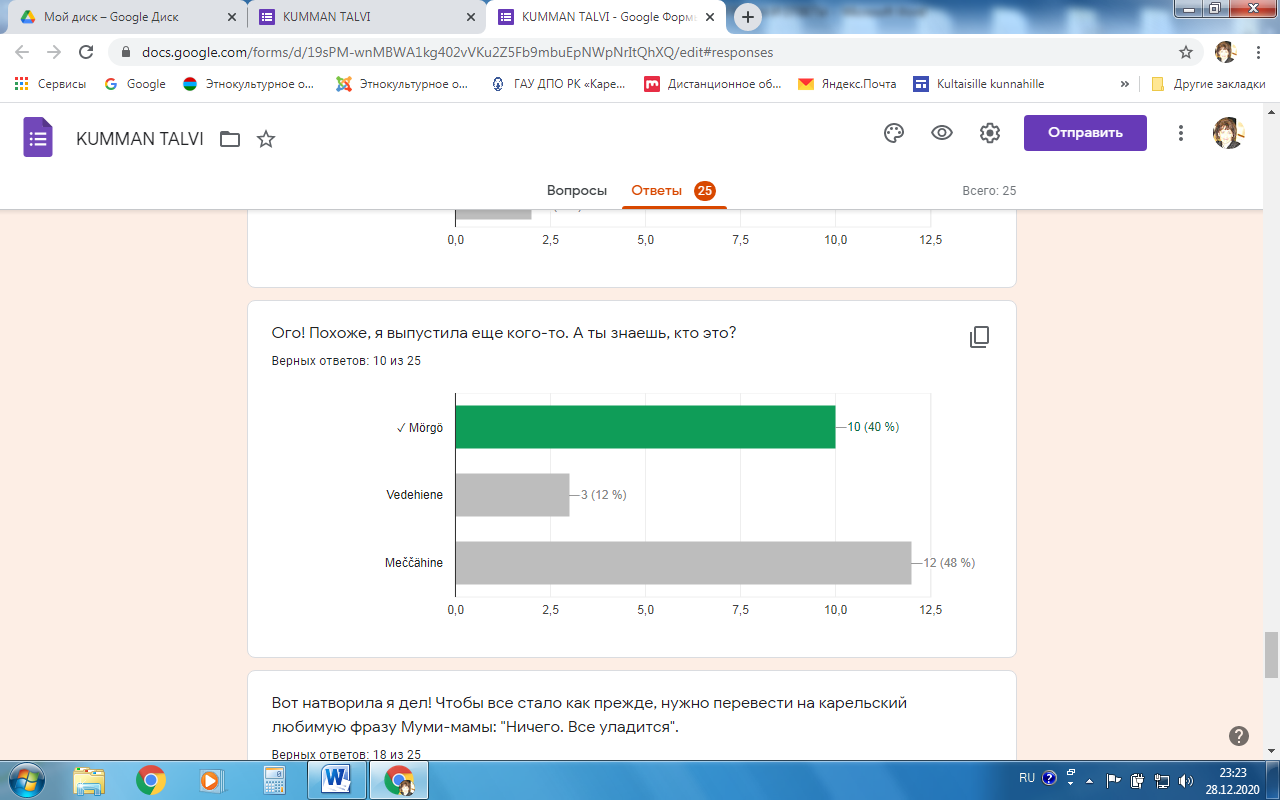 Мой диск – Google Диск
KUMMAN TALVI
KUMMAN TALVI - Google Форм
docs.google.com/forms/d/19sPM-wnMBWA1kg402vVKu2Z5Fb9mbuEpNWpNrItQhXQ/edit#responses
Сервисы
Google
Этнокультурное о...
Этнокультурное о...
ГАУ ДПО РК «Каре...
Дистанционное об...
Яндекс.Почта
Kultaisille kunnahille
»
Другие закладки
KUMMAN TALVI
Отправить
Вопросы
Ответы 25
Всего: 25
0,0 2,5 5,0 7,5 10,0 12,5
Ого! Похоже, я выпустила еще кого-то. А ты знаешь, кто это?
Верных ответов: 10 из 25
✓ Mörgö
10 (40 %)
Vedehiene
3 (12 %)
Meččähine
12 (48 %)
0,0 2,5 5,0 7,5 10,0 12,5
Вот натворила я дел! Чтобы все стало как прежде, нужно перевести на карельский
любимую фразу Муми-мамы: "Ничего. Все уладится".
Верных ответов: 18 из 25
RU
23:23
28.12.2020